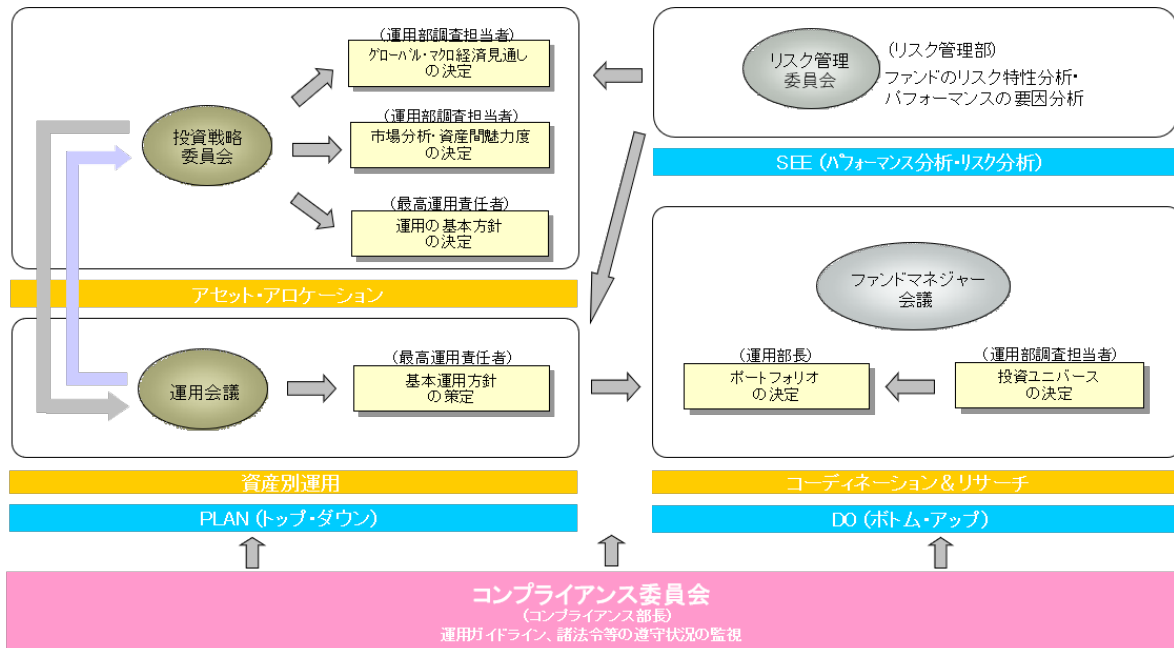 (運用部調査担当者)
グローバル・マクロ経済見通し
の決定
投資戦略
委員会
(運用部調査担当者)
市場分析・資産間魅力度
の決定
(最高運用責任者)
運用の基本方針
の決定
アセット・アロケーション
リスク管理
委員会
(リスク管理部)
ファンドのリスク特性分析・
パフォーマンスの要因分析
SEE (パフォーマンス分析・リスク分析)
運用会議
(最高運用責任者)
基本運用方針
の策定
資産別運用
PLAN (トップ・ダウン)
ファンドマネジャー
会議
(運用部長)
ポートフォリオ
の決定
(運用部調査担当者)
投資ユニバース
の決定
コーディネーション&リサーチ
DO (ボトム・アップ)
コンプライアンス委員会
(コンプライアンス部長)
運用ガイドライン、諸法令等の遵守状況の監視